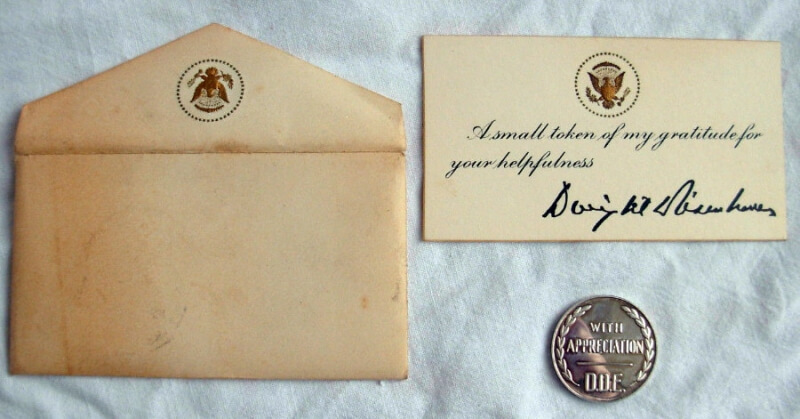 A small token of my gratitude for
your helpfulness
Dwight D Eisenhower
WITH
APPRECIATION
D.D.E.